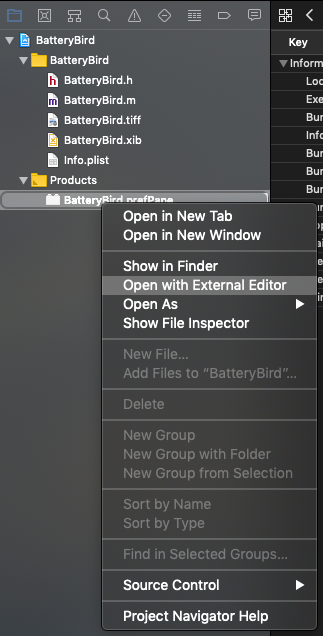 BatteryBird
BatteryBird
BatteryBird.h
BatteryBird.m
BatteryBird.tiff
BatteryBird.xib
Info.plist
Products
BatteryBird.prefPane
Key
Inform
Loc
Exe
Bun
Info
Bun
Bun
Open in New Tab
Open in New Window
Show in Finder
Open with External Editor
Open As
Show File Inspector
New File...
Add Files to “BatteryBird”...
Delete
New Group
New Group with Folder
New Group from Selection
Sort by Name
Sort by Type
Find in Selected Groups...
Source Control
Project Navigator Help